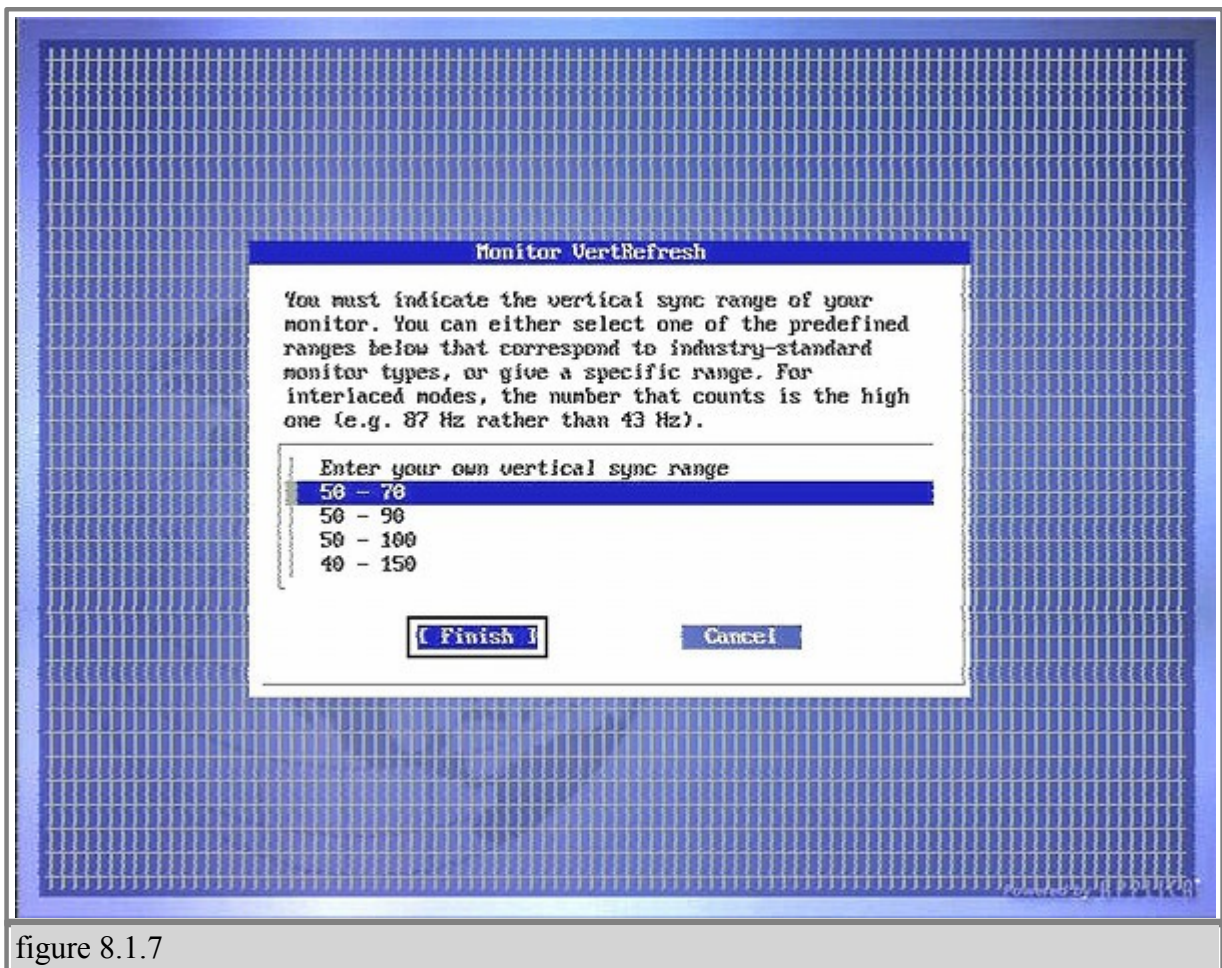 Monitor VertRefresh
You must indicate the vertical sync range of your
monitor. You can either select one of the predefined
ranges below that correspond to industry-standard
monitor types, or give a specific range. For
interlaced modes, the number that counts is the high
one (e.g. 87 Hz rather than 43 Hz).
Enter your own vertical sync range
50 - 70
50 - 90
50 - 100
40 - 150
[ Finish ]
Cancel
Powered by
figure 8.1.7